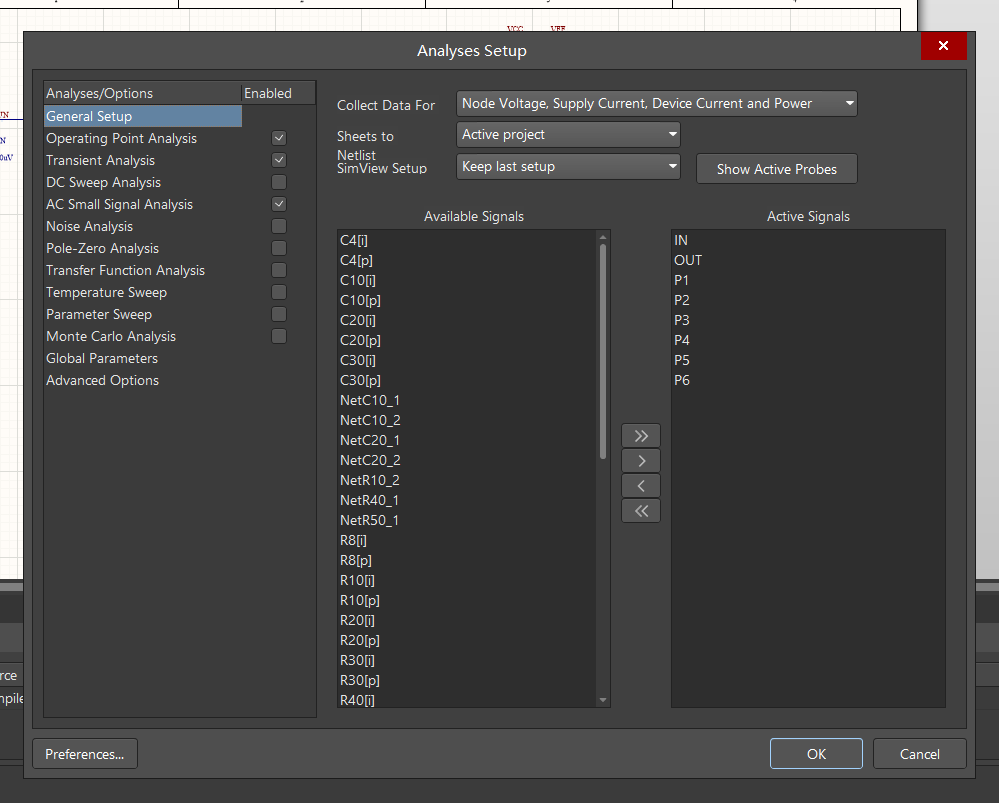 VCC VEE
Analyses Setup
Analyses/Options Enabled
General Setup
Operating Point Analysis
Transient Analysis
DC Sweep Analysis
AC Small Signal Analysis
Noise Analysis
Pole-Zero Analysis
Transfer Function Analysis
Temperature Sweep
Parameter Sweep
Monte Carlo Analysis
Global Parameters
Advanced Options
Collect Data For Node Voltage, Supply Current, Device Current and Power
Sheets to Netlist Active project
SimView Setup Keep last setup Show Active Probes
Available Signals
C4[i]
C4[p]
C10[i]
C10[p]
C20[i]
C20[p]
C30[i]
C30[p]
NetC10_1
NetC10_2
NetC20_1
NetC20_2
NetR10_2
NetR40_1
NetR50_1
R8[i]
R8[p]
R10[i]
R10[p]
R20[i]
R20[p]
R30[i]
R30[p]
R40[i]
Active Signals
IN
OUT
P1
P2
P3
P4
P5
P6
Preferences... OK Cancel